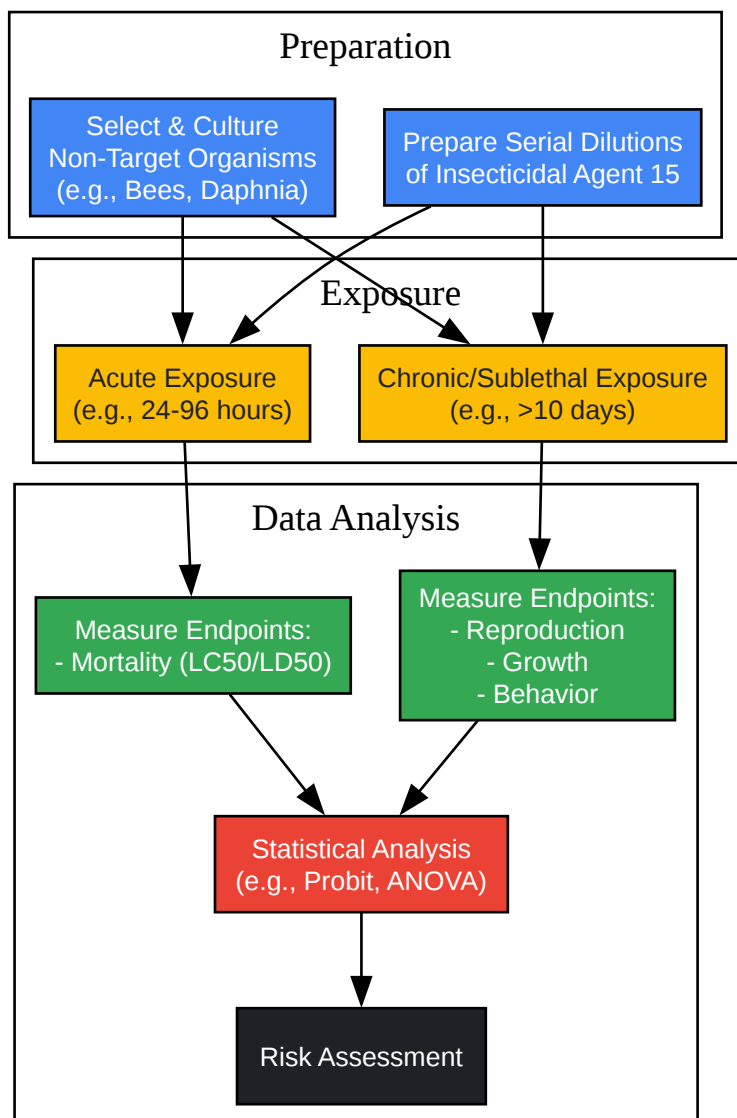 Preparation
Select & Culture
Non-Target Organisms
(e.g., Bees, Daphnia)
Prepare Serial Dilutions
of Insecticidal Agent 15
Exposure
Acute Exposure
(e.g., 24-96 hours)
Chronic/Sublethal Exposure
(e.g., >10 days)
Data Analysis
Measure Endpoints:
- Mortality (LC50/LD50)
Measure Endpoints:
- Reproduction
- Growth
- Behavior
Statistical Analysis
(e.g., Probit, ANOVA)
Risk Assessment